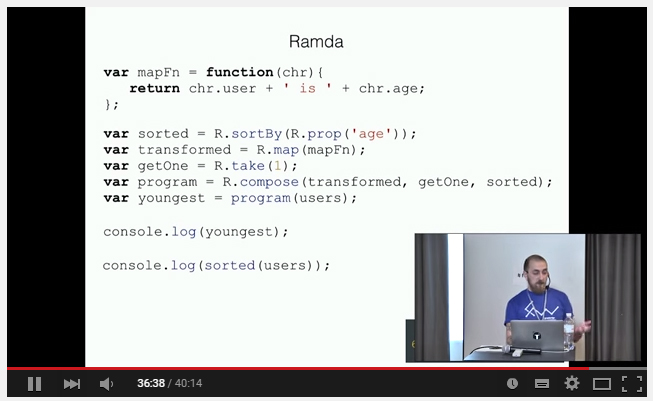 Ramda
var mapFn = function(chr){
return chr.user + ' is ' + chr.age;
};
var sorted = R.sortBy(R.prop('age'));
var transformed = R.map(mapFn);
var getOne = R.take(1);
var program = R.compose(transformed, getOne, sorted);
var youngest = program(users);
console.log(youngest);
console.log(sorted(users));
36:38 / 40:14